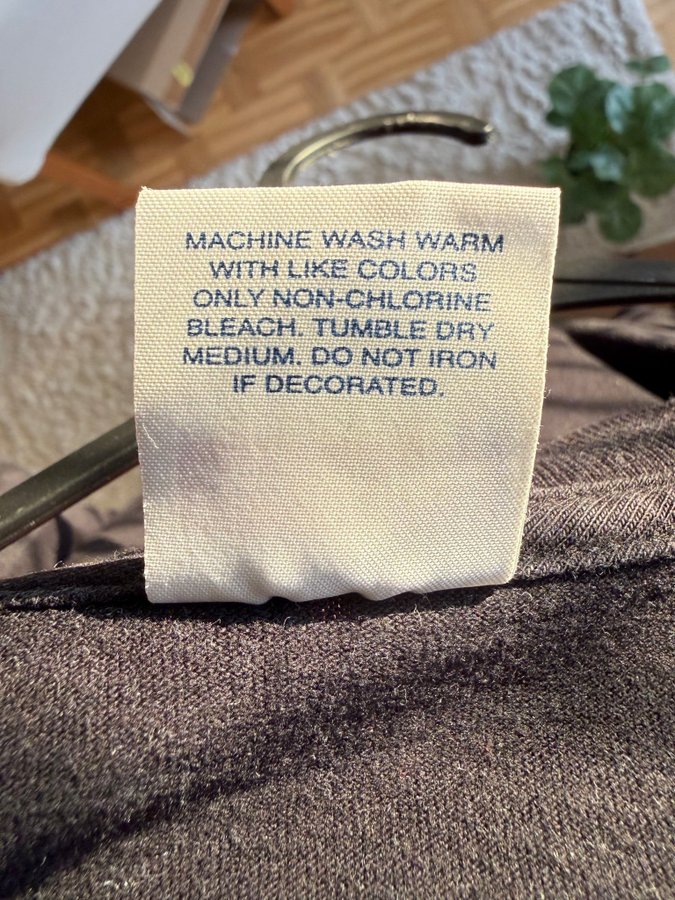 MACHINE WASH WARM
WITH LIKE COLORS
ONLY NON-CHLORINE
BLEACH. TUMBLE DRY
MEDIUM. DO NOT IRON
IF DECORATED.